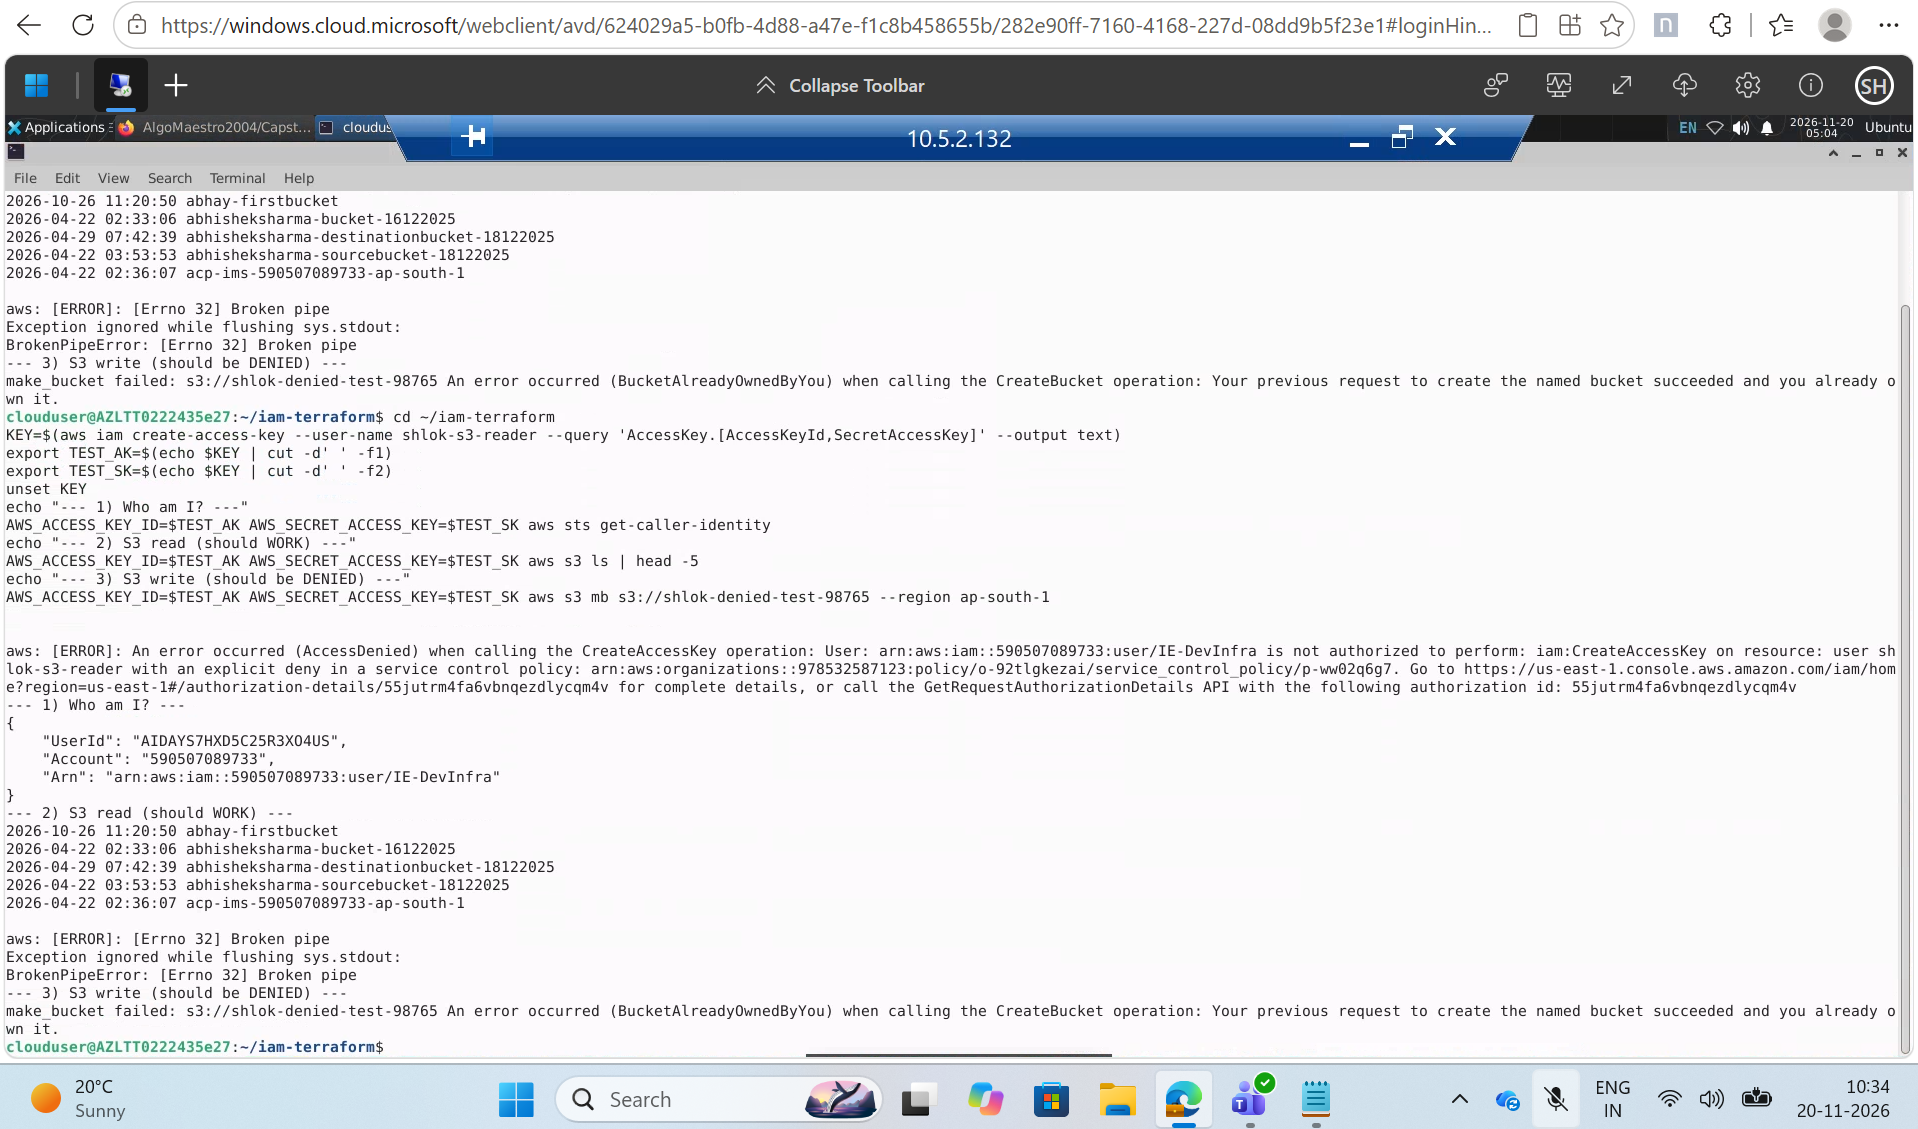 https://windows.cloud.microsoft/webclient/avd/624029a5-b0fb-4d88-a47e-f1c8b458655b/282e90ff-7160-4168-227d-08dd9b5f23e1#loginHin...
Collapse Toolbar
SH
Applications
AlgoMaestro2004/Capst...
cloudus
10.5.2.132
EN
2026-11-20
05:04
Ubuntu
File Edit View Search Terminal Help
2026-10-26 11:20:50 abhay-firstbucket
2026-04-22 02:33:06 abhisheksharma-bucket-16122025
2026-04-29 07:42:39 abhisheksharma-destinationbucket-18122025
2026-04-22 03:53:53 abhisheksharma-sourcebucket-18122025
2026-04-22 02:36:07 acp-ims-590507089733-ap-south-1
aws: [ERROR]: [Errno 32] Broken pipe
Exception ignored while flushing sys.stdout:
BrokenPipeError: [Errno 32] Broken pipe
--- 3) S3 write (should be DENIED) ---
make_bucket failed: s3://shlok-denied-test-98765 An error occurred (BucketAlreadyOwnedByYou) when calling the CreateBucket operation: Your previous request to create the named bucket succeeded and you already o
wn it.
clouduser@AZLTT0222435e27:~/iam-terraform$ cd ~/iam-terraform
KEY=$(aws iam create-access-key --user-name shlok-s3-reader --query 'AccessKey.[AccessKeyId,SecretAccessKey]' --output text)
export TEST_AK=$(echo $KEY | cut -d' ' -f1)
export TEST_SK=$(echo $KEY | cut -d' ' -f2)
unset KEY
echo "--- 1) Who am I? ---"
AWS_ACCESS_KEY_ID=$TEST_AK AWS_SECRET_ACCESS_KEY=$TEST_SK aws sts get-caller-identity
echo "--- 2) S3 read (should WORK) ---"
AWS_ACCESS_KEY_ID=$TEST_AK AWS_SECRET_ACCESS_KEY=$TEST_SK aws s3 ls | head -5
echo "--- 3) S3 write (should be DENIED) ---"
AWS_ACCESS_KEY_ID=$TEST_AK AWS_SECRET_ACCESS_KEY=$TEST_SK aws s3 mb s3://shlok-denied-test-98765 --region ap-south-1
aws: [ERROR]: An error occurred (AccessDenied) when calling the CreateAccessKey operation: User: arn:aws:iam::590507089733:user/IE-DevInfra is not authorized to perform: iam:CreateAccessKey on resource: user sh
lok-s3-reader with an explicit deny in a service control policy: arn:aws:organizations::978532587123:policy/o-92tlgkezai/service_control_policy/p-ww02q6g7. Go to https://us-east-1.console.aws.amazon.com/iam/hom
e?region=us-east-1#/authorization-details/55jutrm4fa6vbnqezdlycqm4v for complete details, or call the GetRequestAuthorizationDetails API with the following authorization id: 55jutrm4fa6vbnqezdlycqm4v
--- 1) Who am I? ---
{
    "UserId": "AIDAYS7HXD5C25R3XO4US",
    "Account": "590507089733",
    "Arn": "arn:aws:iam::590507089733:user/IE-DevInfra"
}
--- 2) S3 read (should WORK) ---
2026-10-26 11:20:50 abhay-firstbucket
2026-04-22 02:33:06 abhisheksharma-bucket-16122025
2026-04-29 07:42:39 abhisheksharma-destinationbucket-18122025
2026-04-22 03:53:53 abhisheksharma-sourcebucket-18122025
2026-04-22 02:36:07 acp-ims-590507089733-ap-south-1
aws: [ERROR]: [Errno 32] Broken pipe
Exception ignored while flushing sys.stdout:
BrokenPipeError: [Errno 32] Broken pipe
--- 3) S3 write (should be DENIED) ---
make_bucket failed: s3://shlok-denied-test-98765 An error occurred (BucketAlreadyOwnedByYou) when calling the CreateBucket operation: Your previous request to create the named bucket succeeded and you already o
wn it.
clouduser@AZLTT0222435e27:~/iam-terraform$
20°C
Sunny
Search
ENG
IN
10:34
20-11-2026